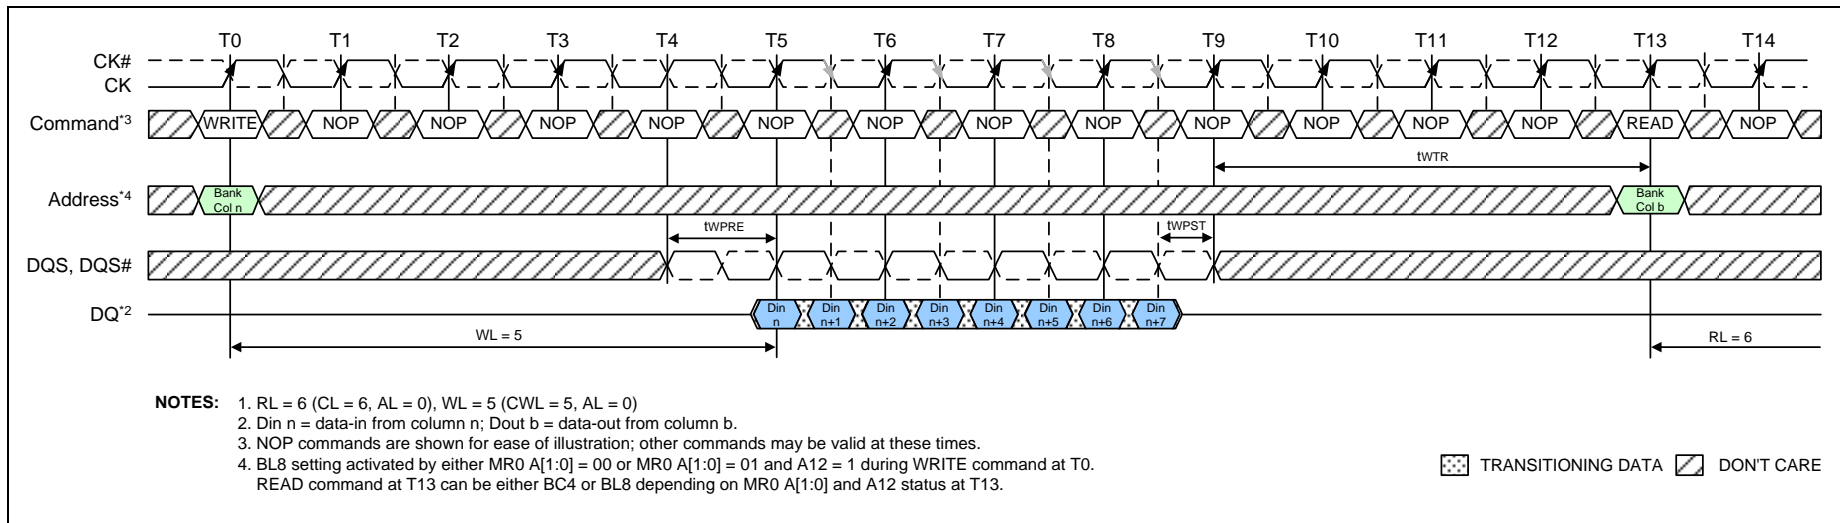 T0 T1 T2 T3 T4 T5 T6 T7 T8 T9 T10 T11 T12 T13 T14
CK#
CK
Command*3 WRITE NOP NOP NOP NOP NOP NOP NOP NOP NOP NOP NOP NOP READ NOP
tWTR
Address*4 Bank Col n Bank Col b
tWPRE tWPST
DQS, DQS#
DQ*2 Din n Din n+1 Din n+2 Din n+3 Din n+4 Din n+5 Din n+6 Din n+7
WL = 5 RL = 6
NOTES: 1. RL = 6 (CL = 6, AL = 0), WL = 5 (CWL = 5, AL = 0)
2. Din n = data-in from column n; Dout b = data-out from column b.
3. NOP commands are shown for ease of illustration; other commands may be valid at these times.
4. BL8 setting activated by either MR0 A[1:0] = 00 or MR0 A[1:0] = 01 and A12 = 1 during WRITE command at T0.
READ command at T13 can be either BC4 or BL8 depending on MR0 A[1:0] and A12 status at T13.
TRANSITIONING DATA DON'T CARE